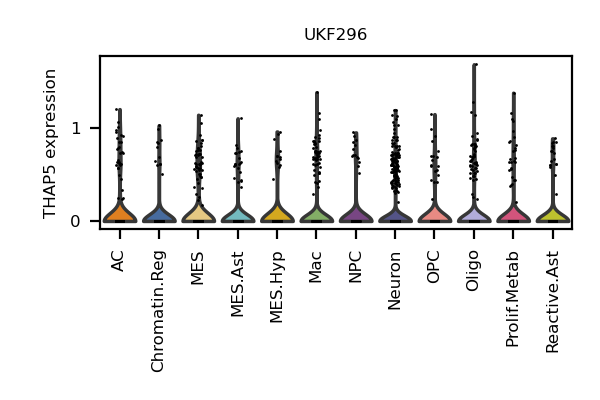 UKF296
THAP5 expression
1
0
AC
Chromatin.Reg
MES
MES.Ast
MES.Hyp
Mac
NPC
Neuron
OPC
Oligo
Prolif.Metab
Reactive.Ast